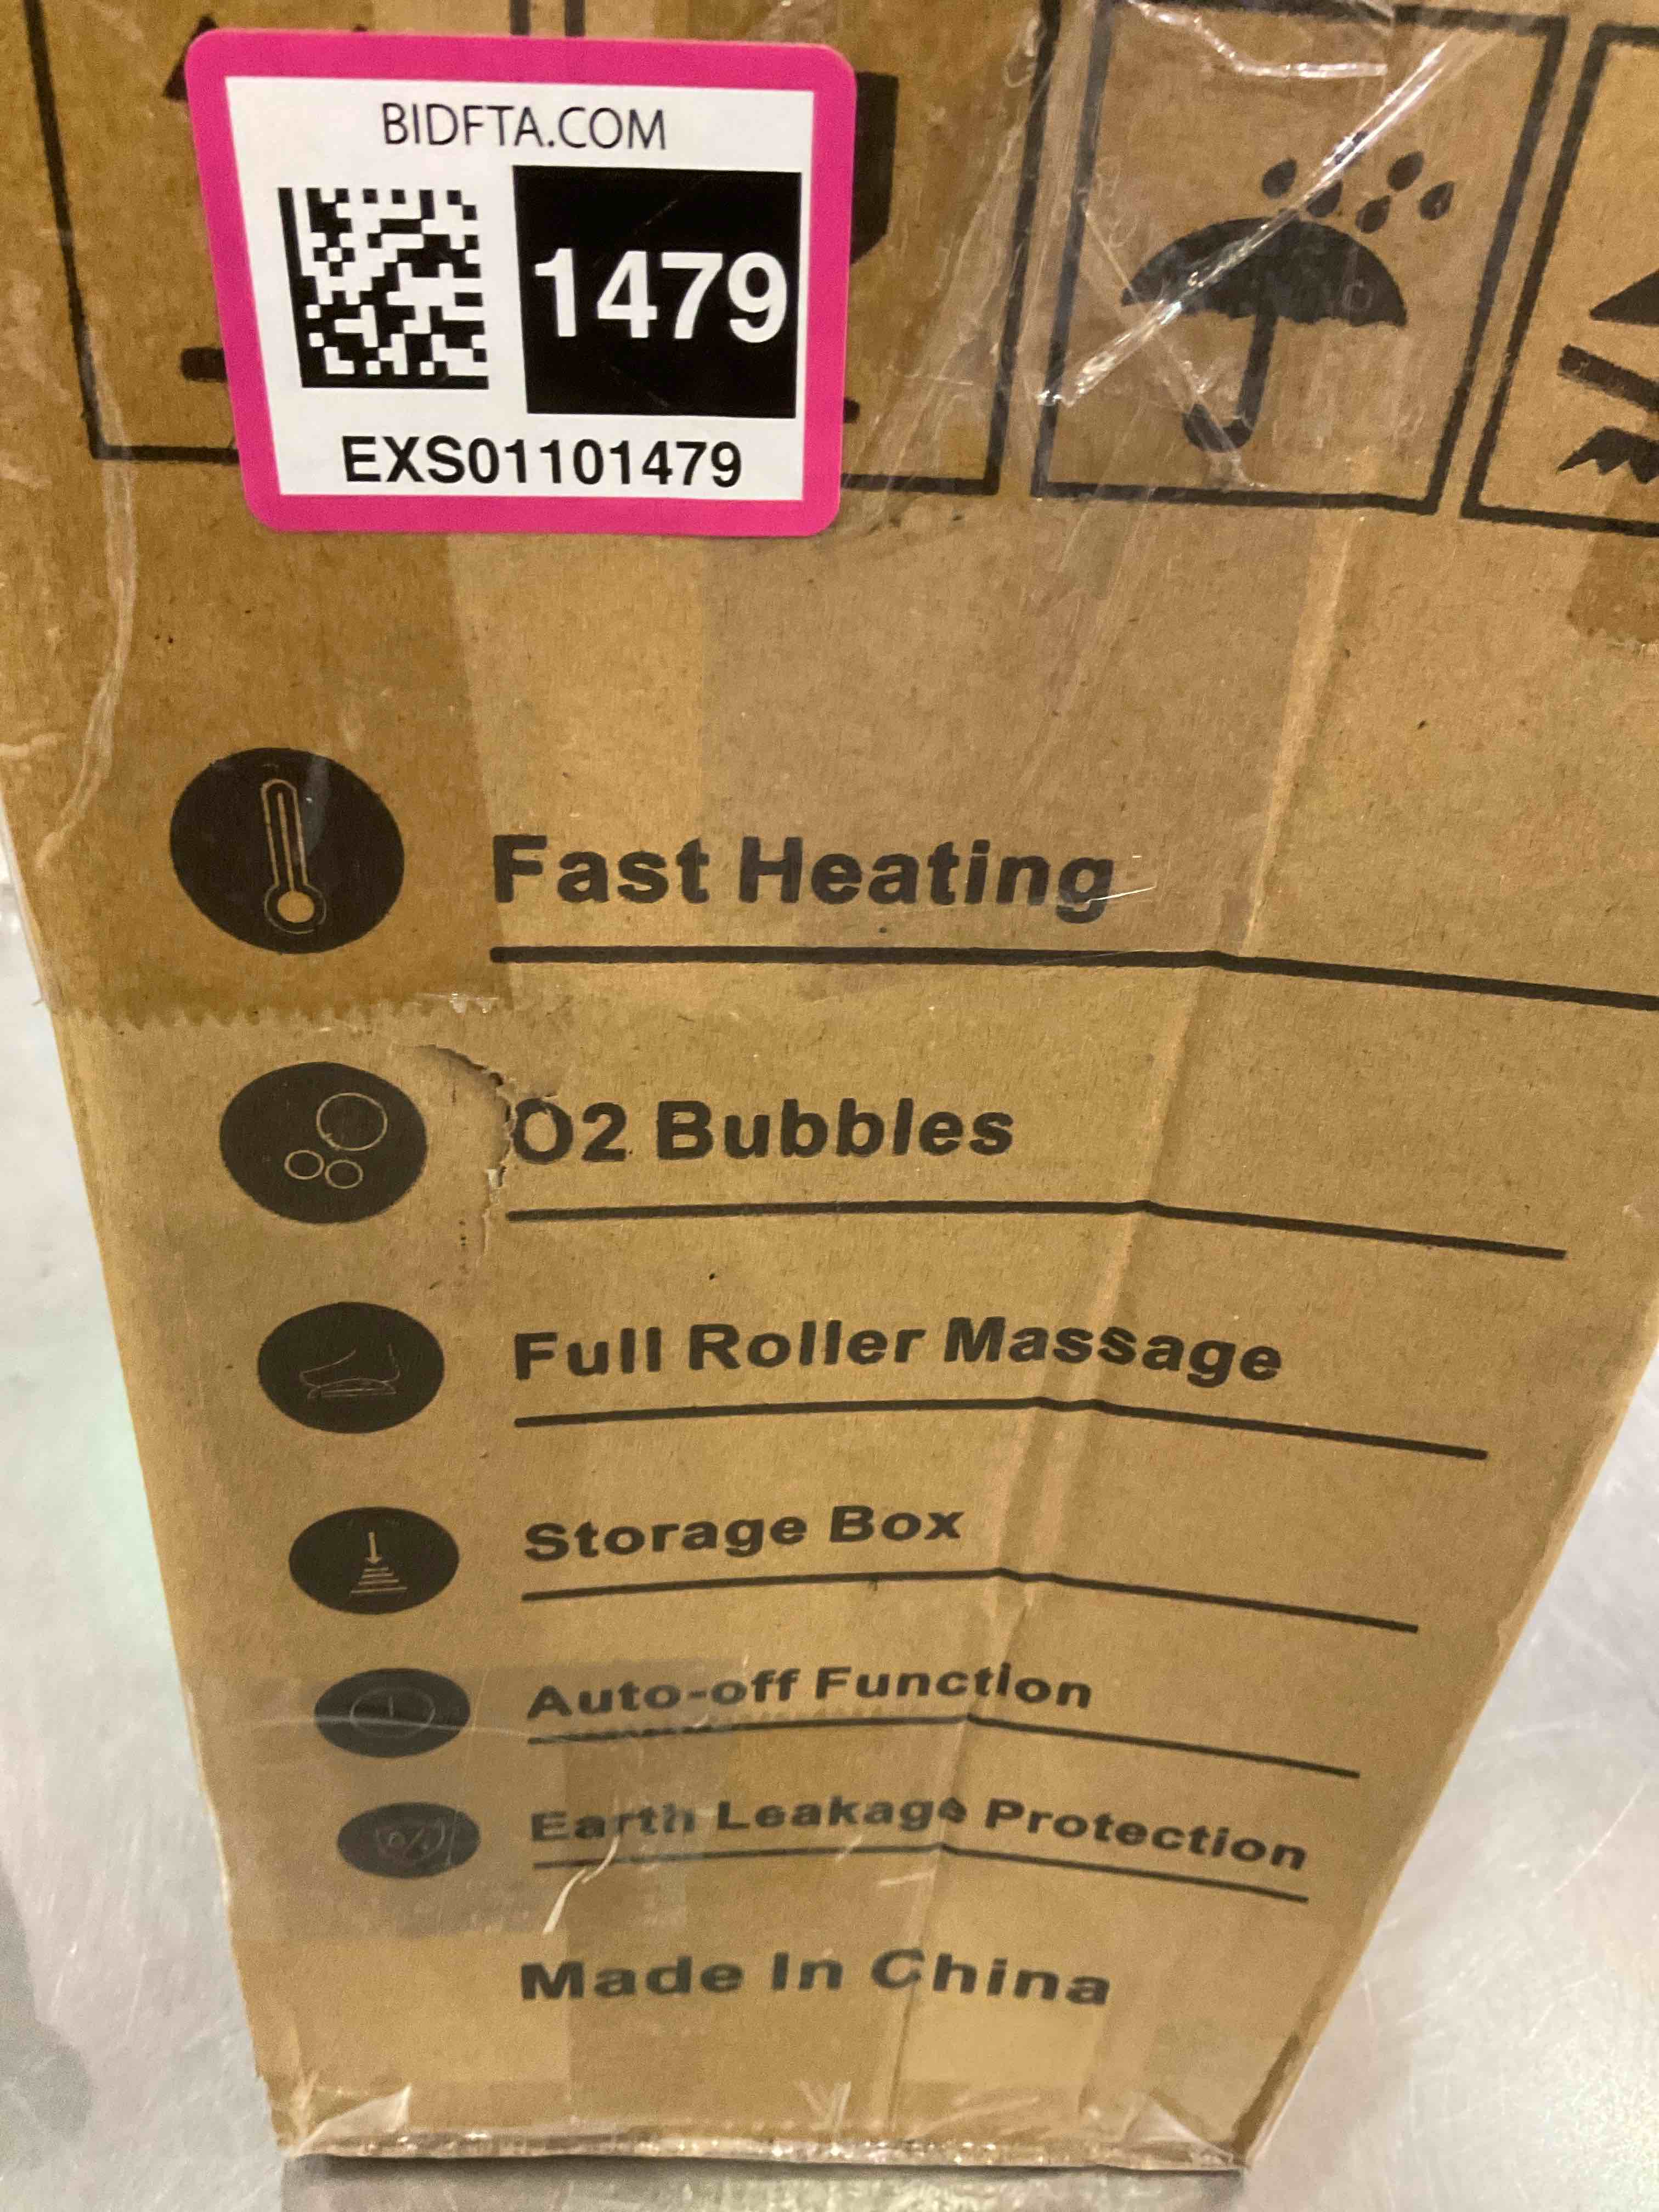 BIDFTA.COM
1479
EXS01101479
Fast Heating
O2 Bubbles
Full Roller Massage
Storage Box
Auto-off Function
Earth Leakage Protection
Made In China